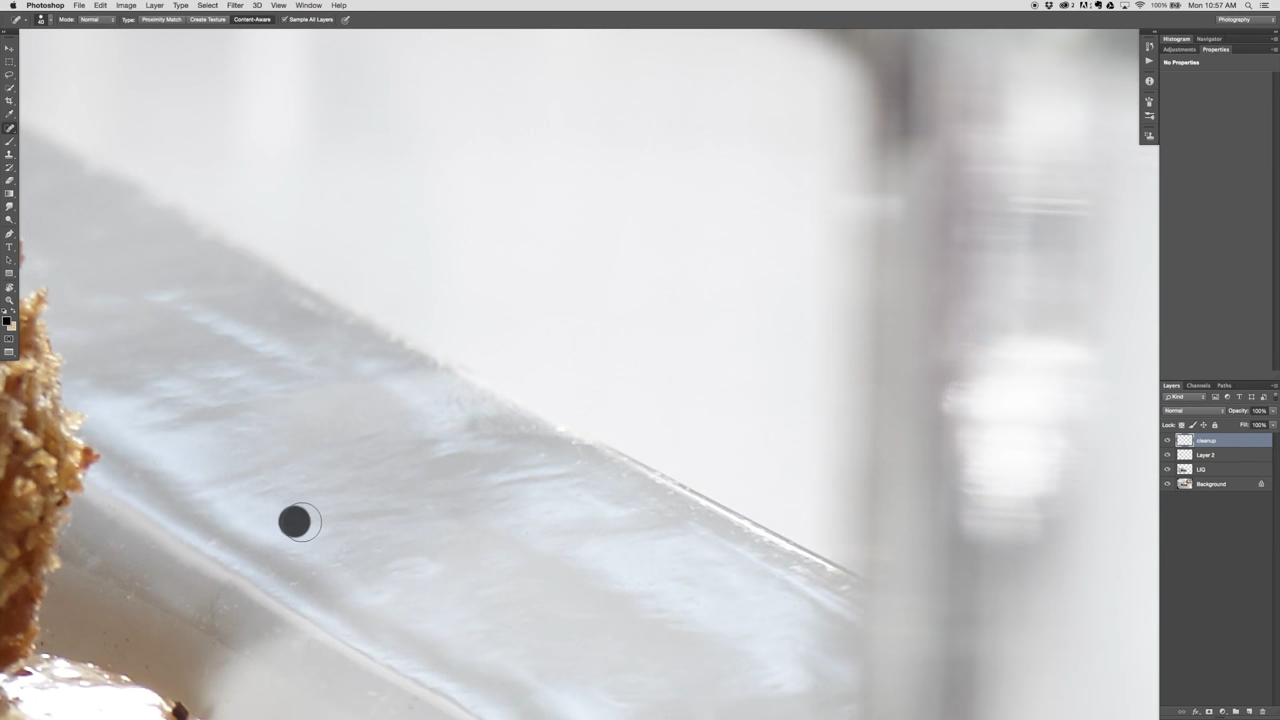 Photoshop File Edit Image Layer Type Select Filter 3D View Window Help 100% Mon 10:57 AM
40 Mode: Normal Type: Proximity Match Create Texture Content-Aware Sample All Layers Photography
Histogram Navigator
Adjustments Properties
No Properties
Layers Channels Paths
Kind
Normal Opacity: 100%
Lock: Fill: 100%
cleanup
Layer 2
LIQ
Background